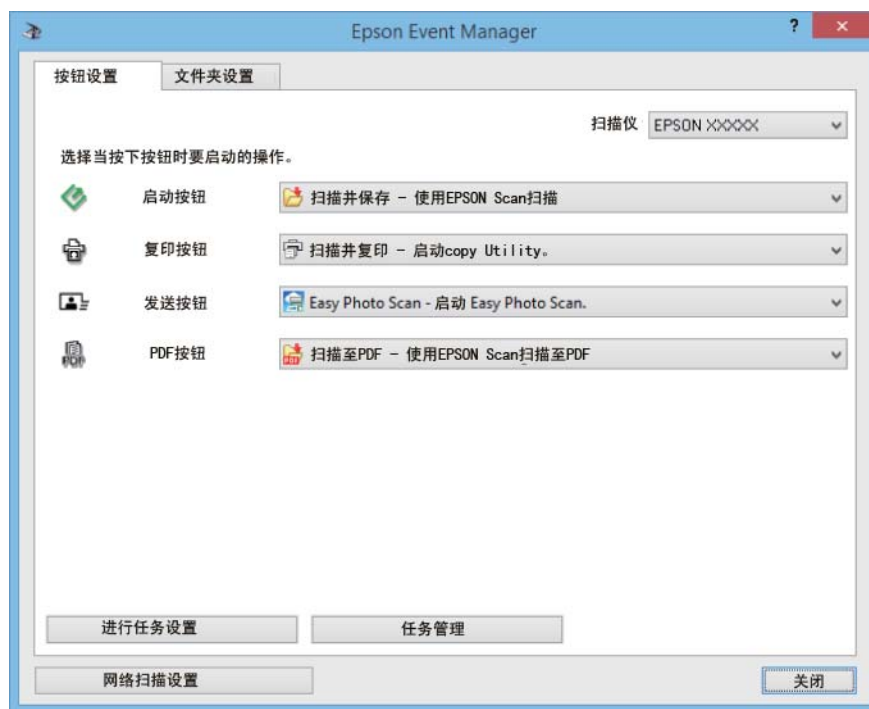 Epson Event Manager
?
按钮设置 文件夹设置
扫描仪 EPSON XXXXX
选择当按下按钮时要启动的操作。
启动按钮 扫描并保存 - 使用EPSON Scan扫描
复印按钮 扫描并复印 - 启动copy Utility。
发送按钮 Easy Photo Scan - 启动 Easy Photo Scan.
PDF PDF按钮 PDF 扫描至PDF - 使用EPSON Scan扫描至PDF
进行任务设置 任务管理
网络扫描设置 关闭